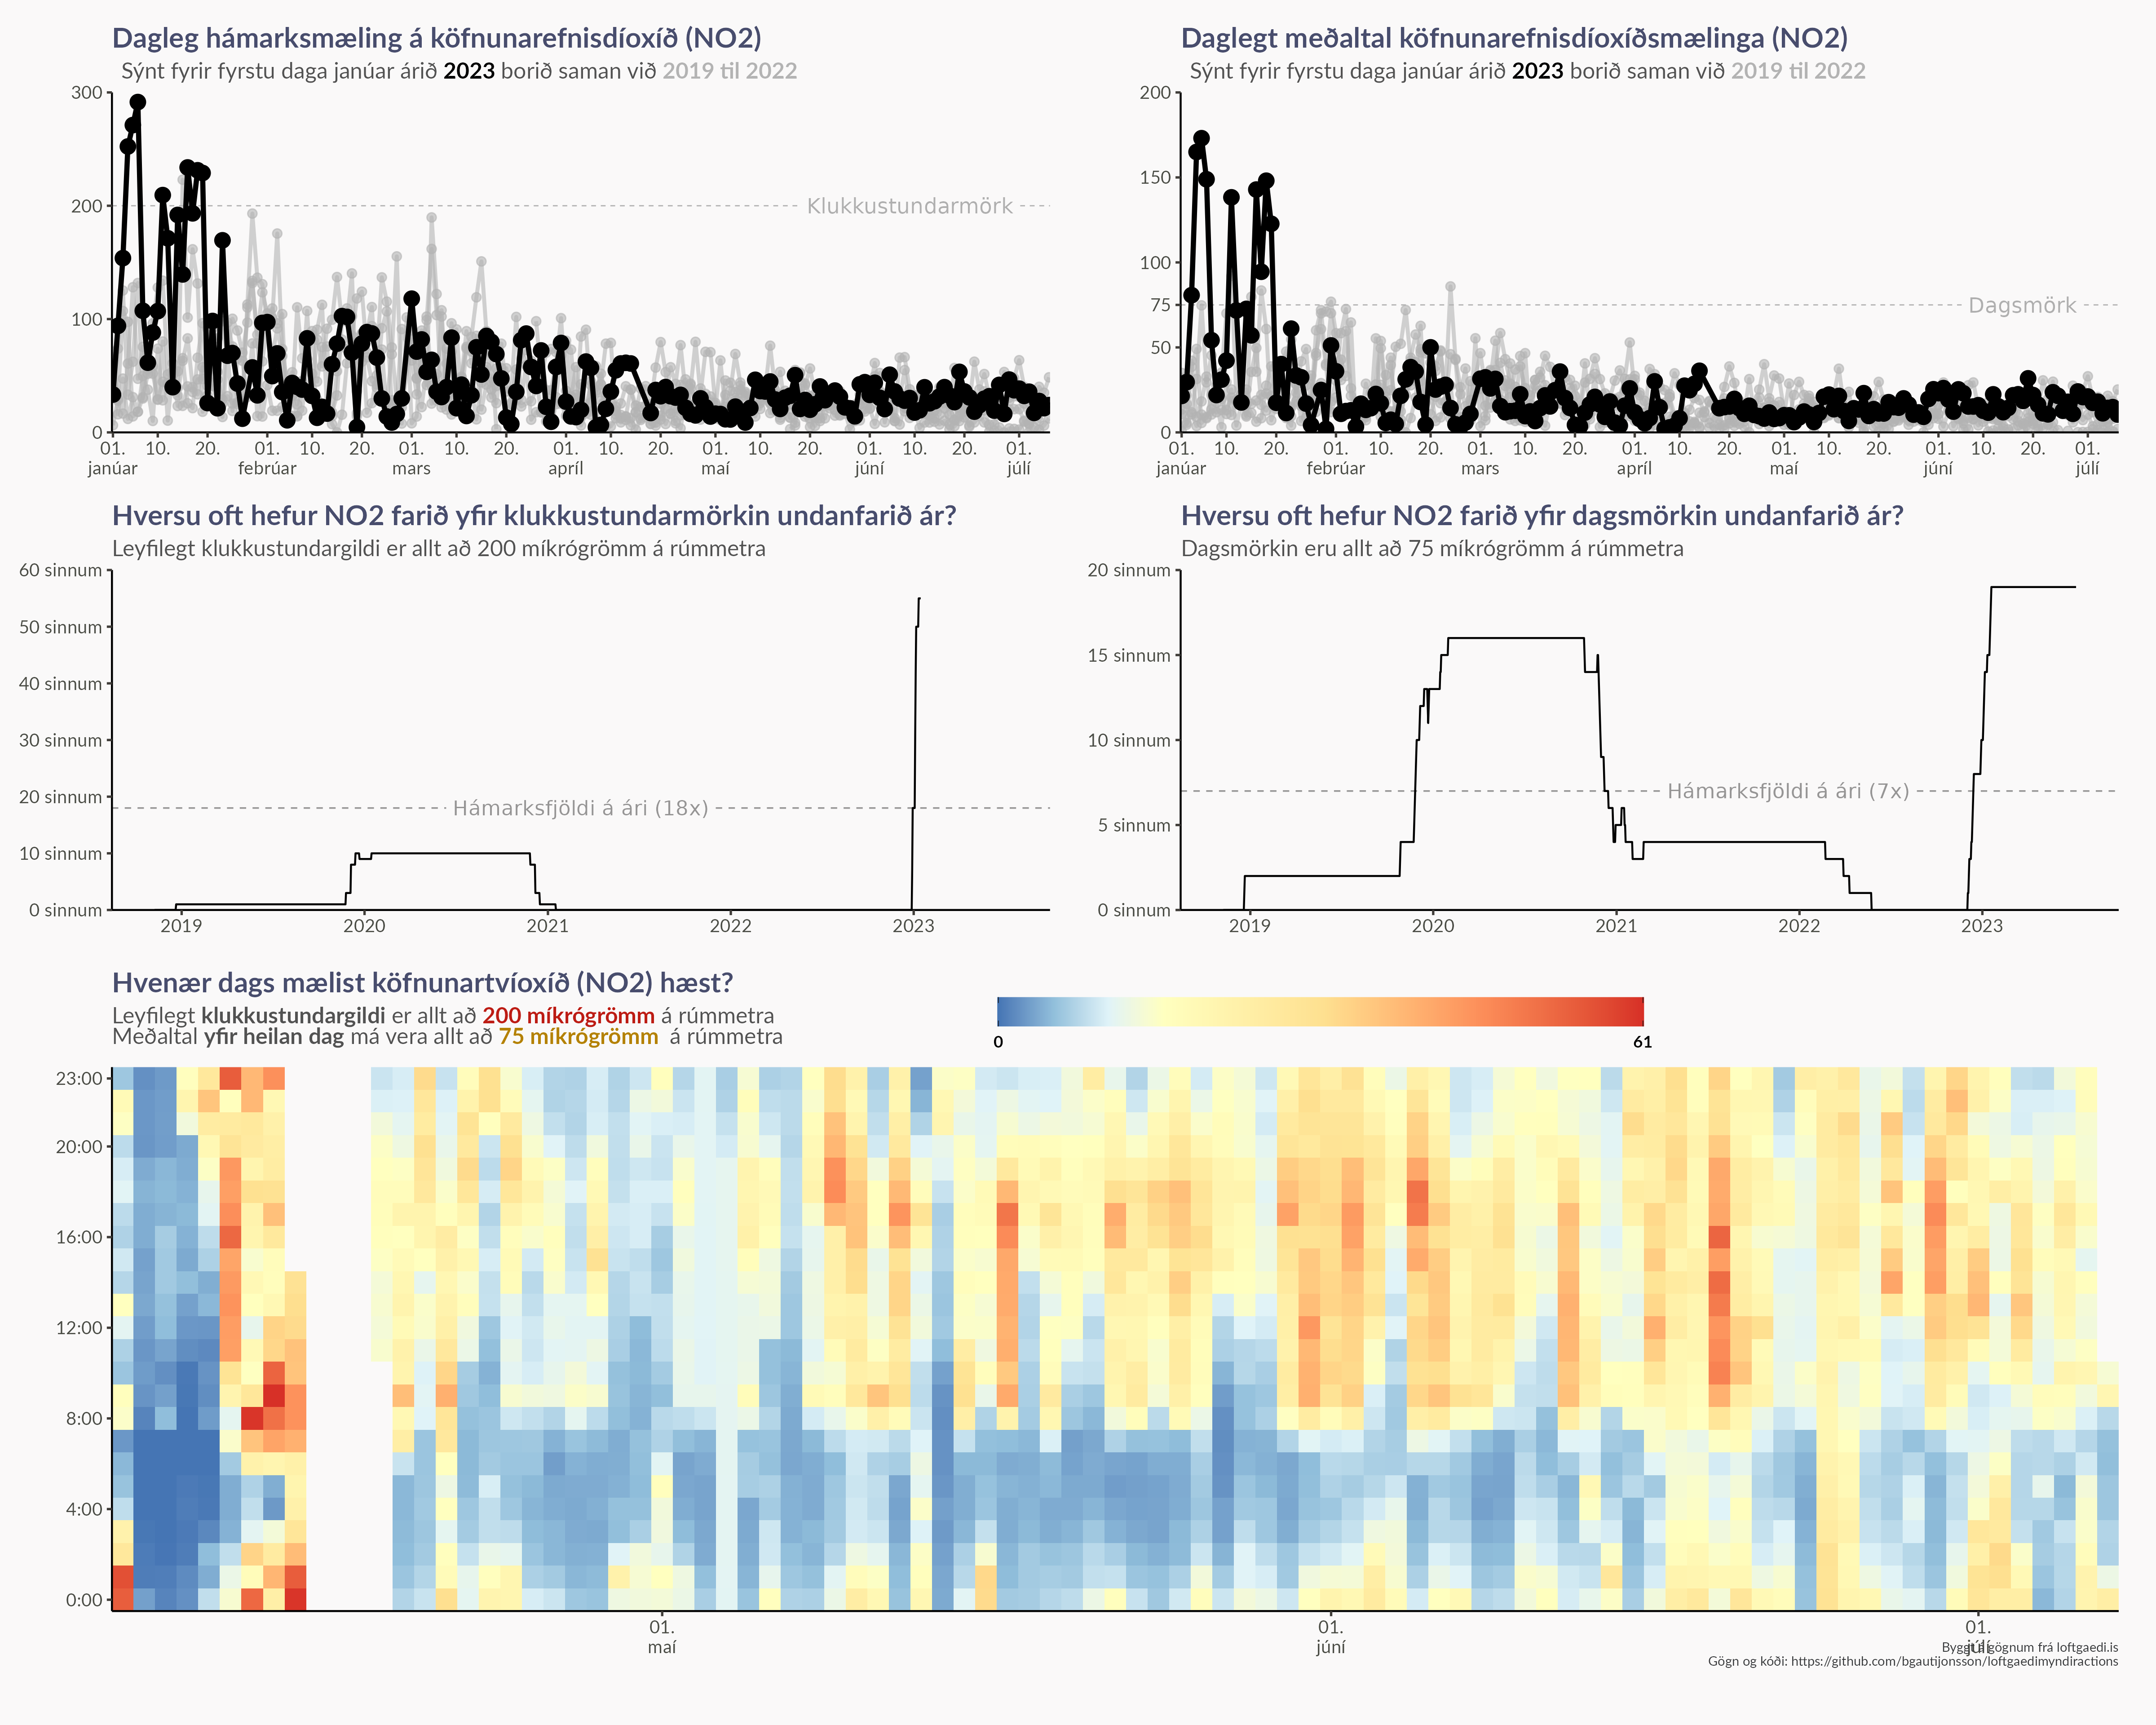 Dagleg hámarksmæling á köfnunarefnisdíoxíð (NO2)
Sýnt fyrir fyrstu daga janúar árið 2023 borið saman við 2019 til 2022
300
200
100
0
Klukkustundarmörk
01. 10. 20. 01. 10. 20. 01. 10. 20. 01. 10. 20. 01. 10. 20. 01. 10. 20. 01.
janúar febrúar mars apríl maí júní júlí
Daglegt meðaltal köfnunarefnisdíoxíðsmælinga (NO2)
Sýnt fyrir fyrstu daga janúar árið 2023 borið saman við 2019 til 2022
200
150
100
75
50
0
Dagsmörk
01. 10. 20. 01. 10. 20. 01. 10. 20. 01. 10. 20. 01. 10. 20. 01. 10. 20. 01.
janúar febrúar mars apríl maí júní júlí
Hversu oft hefur NO2 farið yfir klukkustundarmörkin undanfarið ár?
Leyfilegt klukkustundargildi er allt að 200 míkrógrömm á rúmmetra
60 sinnum
50 sinnum
40 sinnum
30 sinnum
20 sinnum
10 sinnum
0 sinnum
Hámarksfjöldi á ári (18x)
2019 2020 2021 2022 2023
Hversu oft hefur NO2 farið yfir dagsmörkin undanfarið ár?
Dagsmörkin eru allt að 75 míkrógrömm á rúmmetra
20 sinnum
15 sinnum
10 sinnum
5 sinnum
0 sinnum
Hámarksfjöldi á ári (7x)
2019 2020 2021 2022 2023
Hvenær dags mælist köfnunartvíoxíð (NO2) hæst?
Leyfilegt klukkustundargildi er allt að 200 míkrógrömm á rúmmetra
Meðaltal yfir heilan dag má vera allt að 75 míkrógrömm á rúmmetra
0 61
23:00
20:00
16:00
12:00
8:00
4:00
0:00
01. 01. 01.
maí júní júlí
Byggt á gögnum frá loftgaedi.is
Gögn og kóði: https://github.com/bgautijonsson/loftgaedimyndiractions